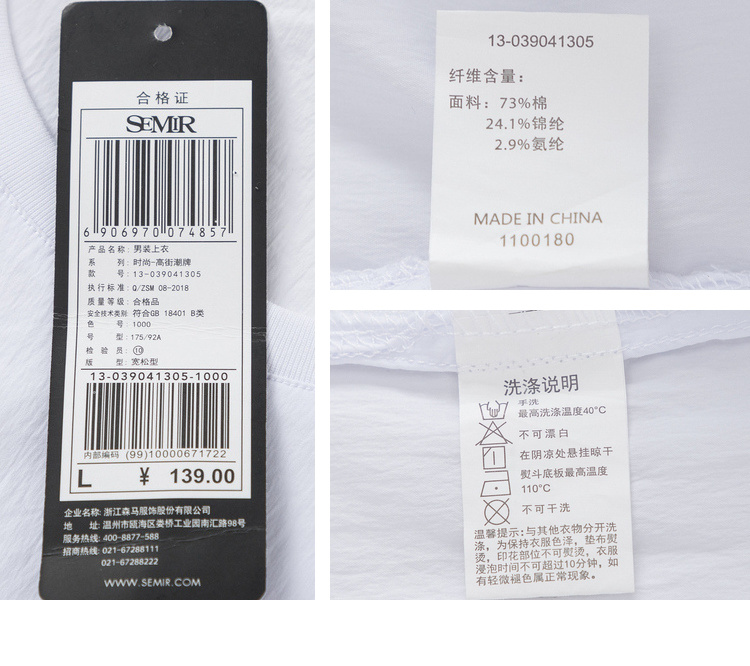 合格证
SEMIR
6 906970 074857
产品名称: 男装上衣
系 列: 时尚-高街潮牌
款 号: 13-039041305
执行标准: Q/ZSM 08-2018
质量等级: 合格品
安全技术类别: 符合GB 18401 B类
色 号: 1000
号 型: 175/92A
检 验 员: ⑩
版 型: 宽松型
13-039041305-1000
内部编码 (99)10000671722
L ¥ 139.00
企业名称: 浙江森马服饰股份有限公司
地 址: 温州市瓯海区娄桥工业园南汇路98号
服务热线: 400-8877-588
招商热线: 021-67288111
021-67288222
WWW.SEMIR.COM
13-039041305
纤维含量:
面料: 73%棉
24.1%锦纶
2.9%氨纶
MADE IN CHINA
1100180
洗涤说明
手洗
最高洗涤温度40°C
不可漂白
在阴凉处悬挂晾干
熨斗底板最高温度
110°C
不可干洗
温馨提示: 与其他衣物分开洗
涤, 为保持衣服色泽, 垫布熨
烫, 印花部位不可熨烫, 衣服
浸泡时间不可超过10分钟, 如
有轻微褪色属正常现象.